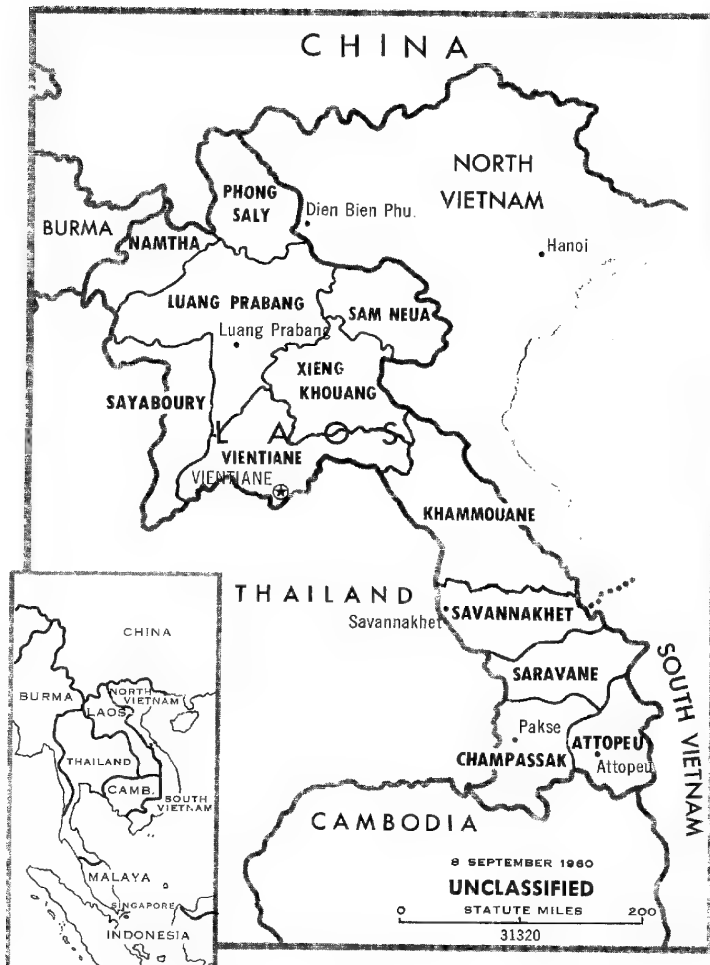 CHINA
NORTH
VIETNAM
PHONG
SALY
Dien Bien Phu.
BURMA
NAMTHA
Hanoi
LUANG PRABANG
SAM NEUA
Luang Prabang
XIENG
KHOUANG
SAYABOURY
LAOS
VIENTIANE
VIENTIANE
KHAMMOUANE
THAILAND
SAVANNAKHET
Savannakhet
SARAVANE
SOUTH VIETNAM
Pakse
ATTOPEU
CHAMPASSAK
Attopeu
CAMBODIA
8 SEPTEMBER 1960
UNCLASSIFIED
STATUTE MILES
0 200
31320
CHINA
BURMA
NORTH
VIETNAM
LAOS
THAILAND
CAMB.
SOUTH
VIETNAM
MALAYA
SINGAPORE
INDONESIA